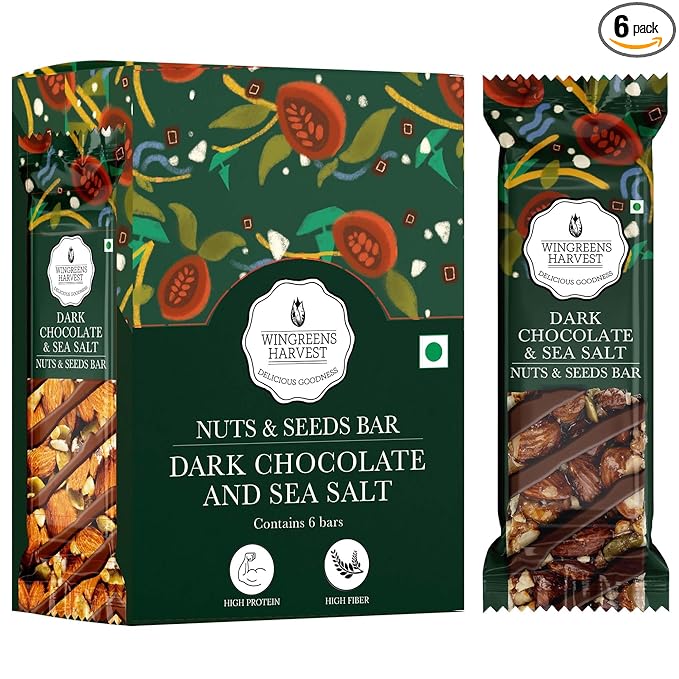 6 pack
WINGREENS
HARVEST
DELICIOUS GOODNESS
DARK
CHOCOLATE
& SEA SALT
NUTS & SEEDS BAR
WINGREENS
HARVEST
DELICIOUS GOODNESS
NUTS & SEEDS BAR
DARK CHOCOLATE
AND SEA SALT
Contains 6 bars
HIGH PROTEIN
HIGH FIBER
WINGREENS
HARVEST
DELICIOUS GOODNESS
DARK
CHOCOLATE
& SEA SALT
NUTS & SEEDS BAR